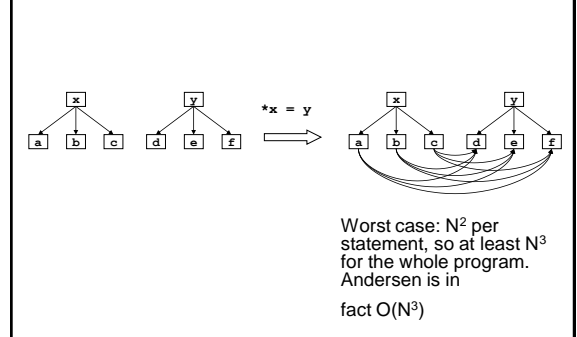 x y *x = y x y
a b c d e f a b c d e f
Worst case: N² per
statement, so at least N³
for the whole program.
Andersen is in
fact O(N³)